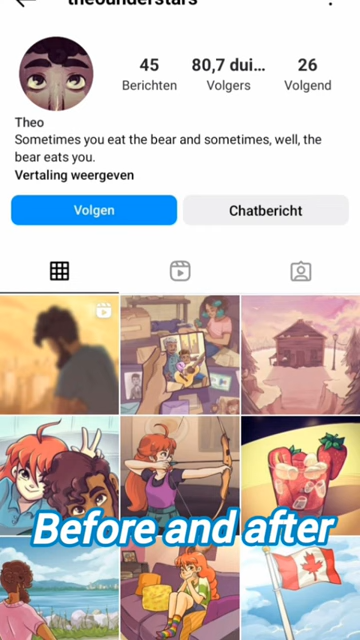 theounderstars
45
80,7 dui...
26
Berichten
Volgers
Volgend
Theo
Sometimes you eat the bear and sometimes, well, the
bear eats you.
Vertaling weergeven
Volgen
Chatbericht
Before and after